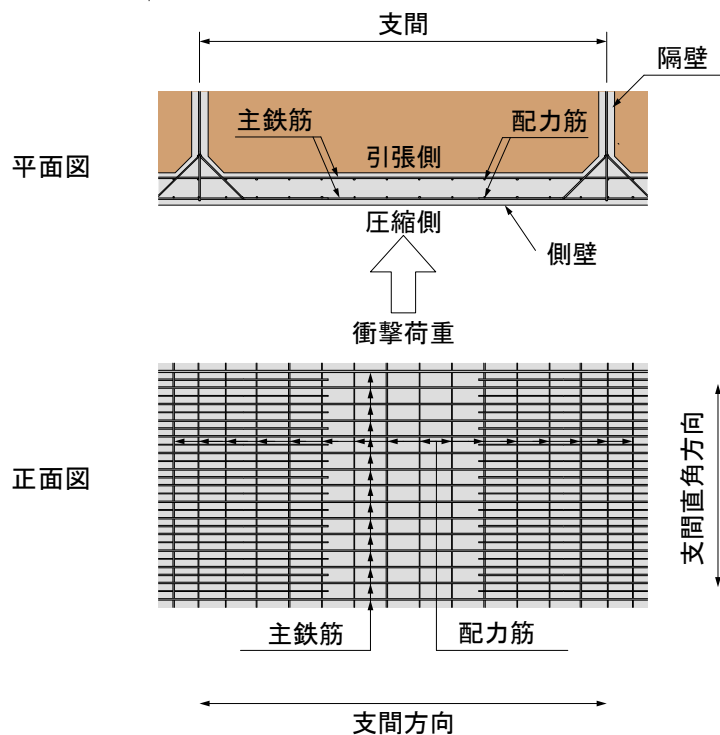 支間
隔壁
主鉄筋
配力筋
引張側
平面図
圧縮側
側壁
衝撃荷重
正面図
支間直角方向
主鉄筋
配力筋
支間方向